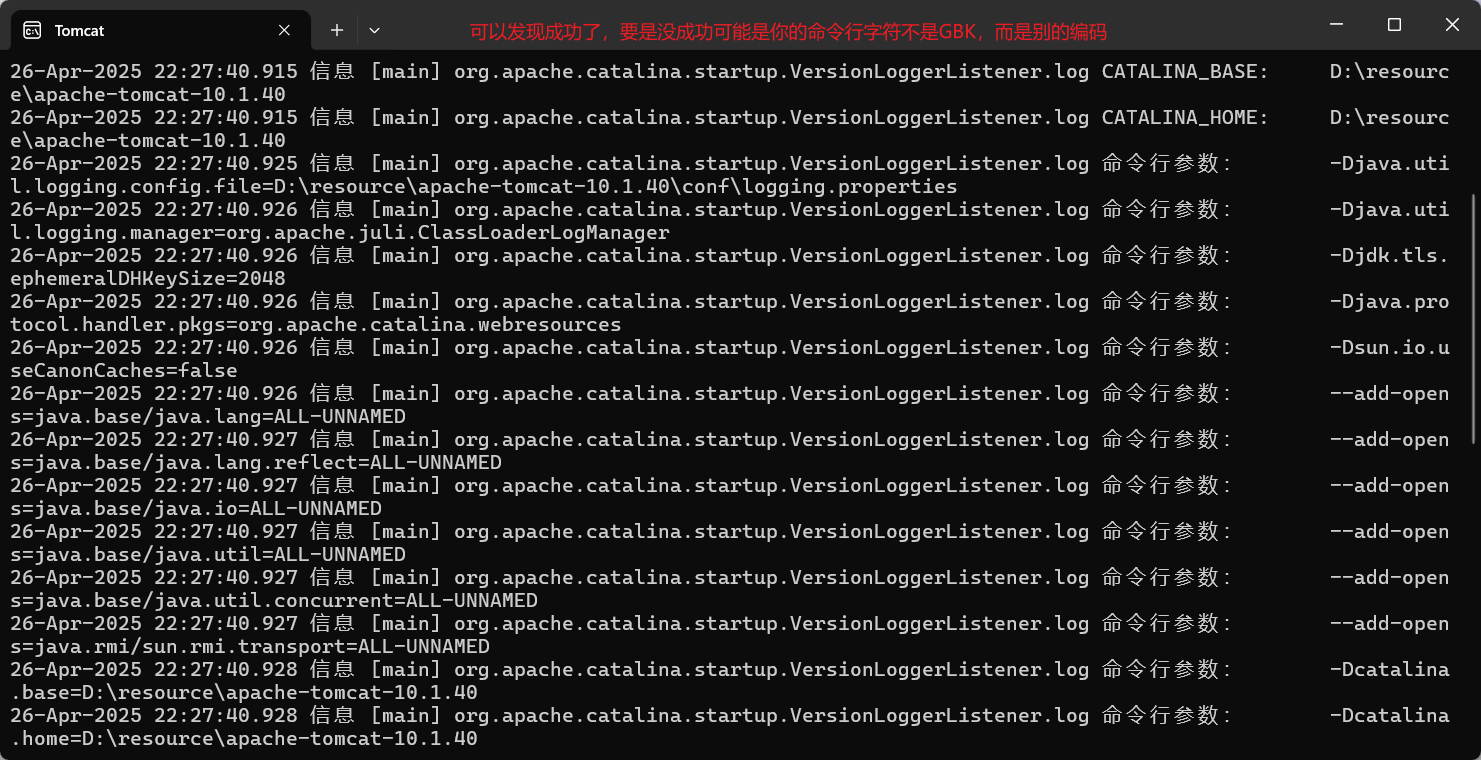 Tomcat
可以发现成功了，要是没成功可能是你的命令行字符不是GBK，而是别的编码
26-Apr-2025 22:27:40.915 信息 [main] org.apache.catalina.startup.VersionLoggerListener.log CATALINA_BASE:     D:\resourc
e\apache-tomcat-10.1.40
26-Apr-2025 22:27:40.915 信息 [main] org.apache.catalina.startup.VersionLoggerListener.log CATALINA_HOME:     D:\resourc
e\apache-tomcat-10.1.40
26-Apr-2025 22:27:40.925 信息 [main] org.apache.catalina.startup.VersionLoggerListener.log 命令行参数:        -Djava.uti
l.logging.config.file=D:\resource\apache-tomcat-10.1.40\conf\logging.properties
26-Apr-2025 22:27:40.926 信息 [main] org.apache.catalina.startup.VersionLoggerListener.log 命令行参数:        -Djava.uti
l.logging.manager=org.apache.juli.ClassLoaderLogManager
26-Apr-2025 22:27:40.926 信息 [main] org.apache.catalina.startup.VersionLoggerListener.log 命令行参数:        -Djdk.tls.
ephemeralDHKeySize=2048
26-Apr-2025 22:27:40.926 信息 [main] org.apache.catalina.startup.VersionLoggerListener.log 命令行参数:        -Djava.pro
tocol.handler.pkgs=org.apache.catalina.webresources
26-Apr-2025 22:27:40.926 信息 [main] org.apache.catalina.startup.VersionLoggerListener.log 命令行参数:        -Dsun.io.u
seCanonCaches=false
26-Apr-2025 22:27:40.926 信息 [main] org.apache.catalina.startup.VersionLoggerListener.log 命令行参数:        --add-open
s=java.base/java.lang=ALL-UNNAMED
26-Apr-2025 22:27:40.927 信息 [main] org.apache.catalina.startup.VersionLoggerListener.log 命令行参数:        --add-open
s=java.base/java.lang.reflect=ALL-UNNAMED
26-Apr-2025 22:27:40.927 信息 [main] org.apache.catalina.startup.VersionLoggerListener.log 命令行参数:        --add-open
s=java.base/java.io=ALL-UNNAMED
26-Apr-2025 22:27:40.927 信息 [main] org.apache.catalina.startup.VersionLoggerListener.log 命令行参数:        --add-open
s=java.base/java.util=ALL-UNNAMED
26-Apr-2025 22:27:40.927 信息 [main] org.apache.catalina.startup.VersionLoggerListener.log 命令行参数:        --add-open
s=java.base/java.util.concurrent=ALL-UNNAMED
26-Apr-2025 22:27:40.927 信息 [main] org.apache.catalina.startup.VersionLoggerListener.log 命令行参数:        --add-open
s=java.rmi/sun.rmi.transport=ALL-UNNAMED
26-Apr-2025 22:27:40.928 信息 [main] org.apache.catalina.startup.VersionLoggerListener.log 命令行参数:        -Dcatalina
.base=D:\resource\apache-tomcat-10.1.40
26-Apr-2025 22:27:40.928 信息 [main] org.apache.catalina.startup.VersionLoggerListener.log 命令行参数:        -Dcatalina
.home=D:\resource\apache-tomcat-10.1.40